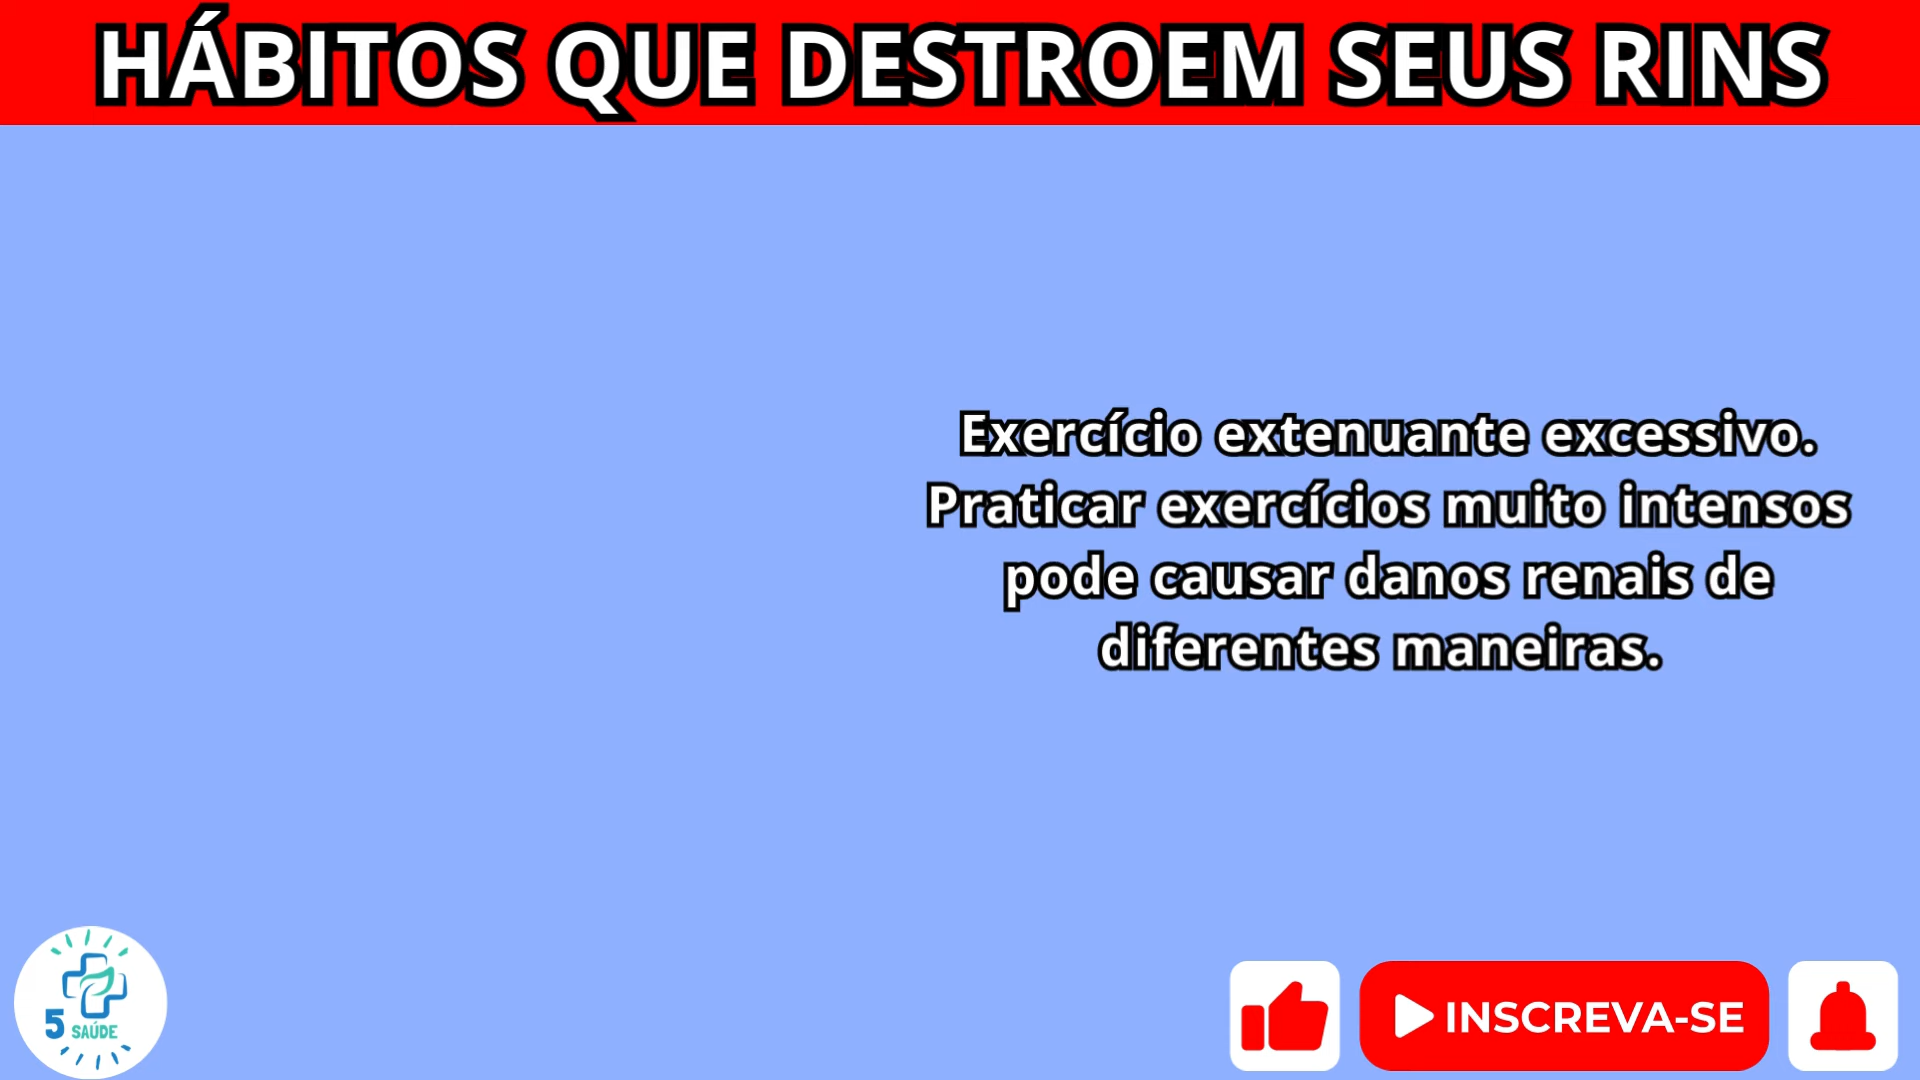 HÁBITOS QUE DESTROEM SEUS RINS
Exercício extenuante excessivo.
Praticar exercícios muito intensos
pode causar danos renais de
diferentes maneiras.
5 SAÚDE
INSCREVA-SE